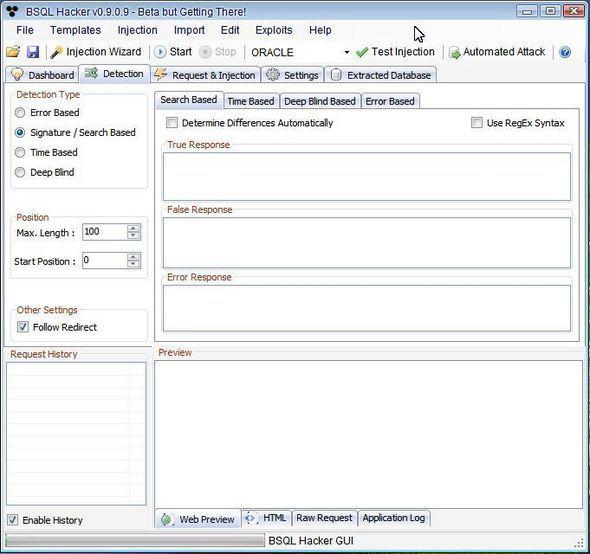 BSQL Hacker v0.9.0.9 - Beta but Getting There!
File Templates Injection Import Edit Exploits Help
Injection Wizard Start Stop ORACLE Test Injection Automated Attack
Dashboard Detection Request & Injection Settings Extracted Database
Detection Type
Error Based
Signature / Search Based
Time Based
Deep Blind
Position
Max. Length : 100
Start Position : 0
Other Settings
Follow Redirect
Search Based Time Based Deep Blind Based Error Based
Determine Differences Automatically Use RegEx Syntax
True Response
False Response
Error Response
Request History
Enable History
Preview
Web Preview HTML Raw Request Application Log
BSQL Hacker GUI